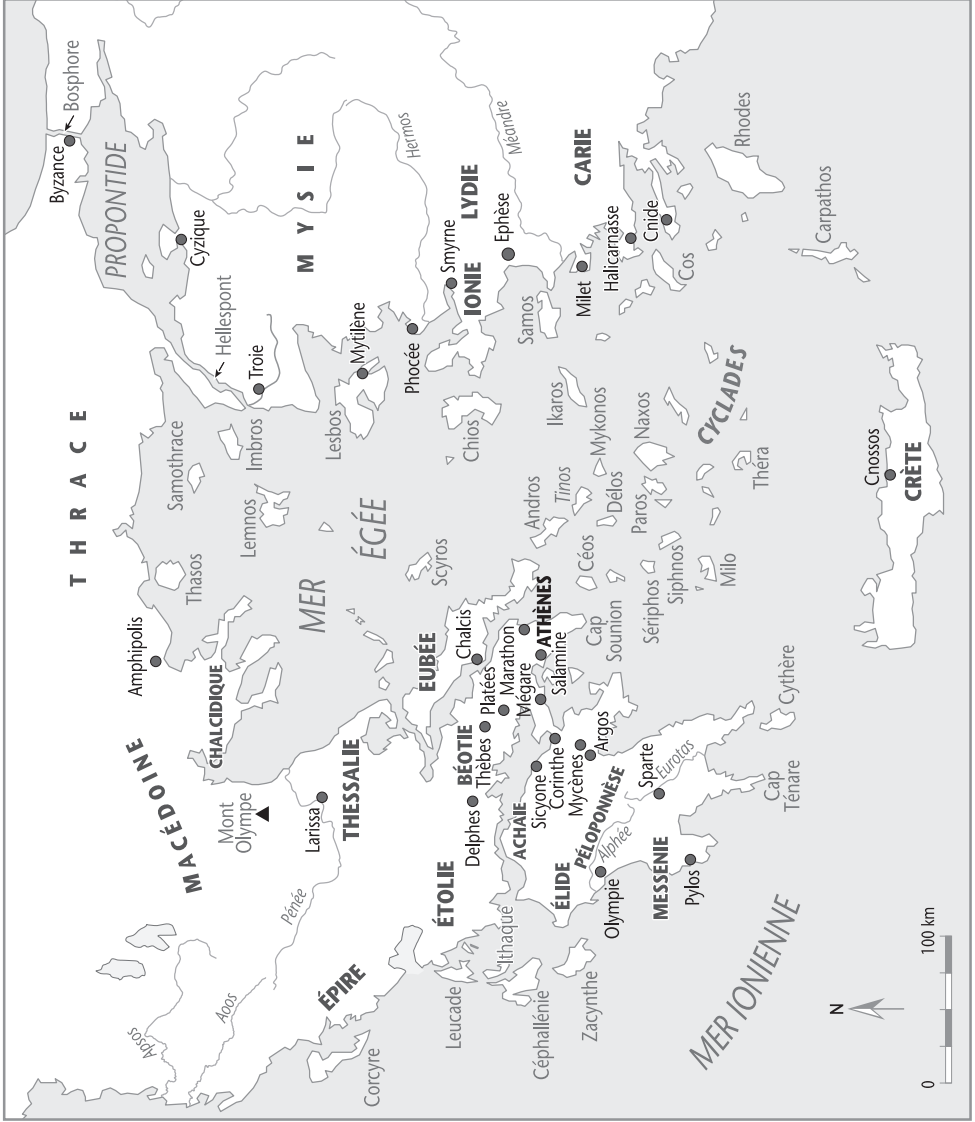 Byzance
Bosphore
PROPONTIDE
Cyzique
THRACE
Hellespont
Troie
MYSIE
Amphipolis
Thasos
Samothrace
Imbros
Lemnos
MACÉDOINE
CHALCIDIQUE
Mont
Olympe
MER
ÉGÉE
Lesbos
Mytilène
Phocée
Hermos
Smyrne
LYDIE
IONIE
Ephèse
Méandre
CARIE
Apsos
Aoos
Pénée
Larissa
THESSALIE
ÉPIRE
Corcyre
Scyros
Chios
Samos
Milet
Halicarnasse
Cnide
Cos
Rhodes
Carpathos
EUBÉE
Chalcis
ÉTOLIE
Delphes
BÉOTIE
Thèbes
Platées
Marathon
Mégare
ATHÈNES
Salamine
Andros
Tinos
Ikaros
Mykonos
Délos
Naxos
Paros
Céos
Cap
Sounion
Sériphos
Siphnos
Milo
CYCLADES
Théra
Leucade
Ithaque
Céphallénie
Zacynthe
ACHAIE
Sicyone
Corinthe
Mycènes
Argos
ÉLIDE
PÉLOPONNÈSE
Alphée
Olympie
Sparte
Eurotas
MESSENIE
Pylos
Cap
Ténare
Cythère
MER IONIENNE
Cnossos
CRÈTE
N
0
100 km